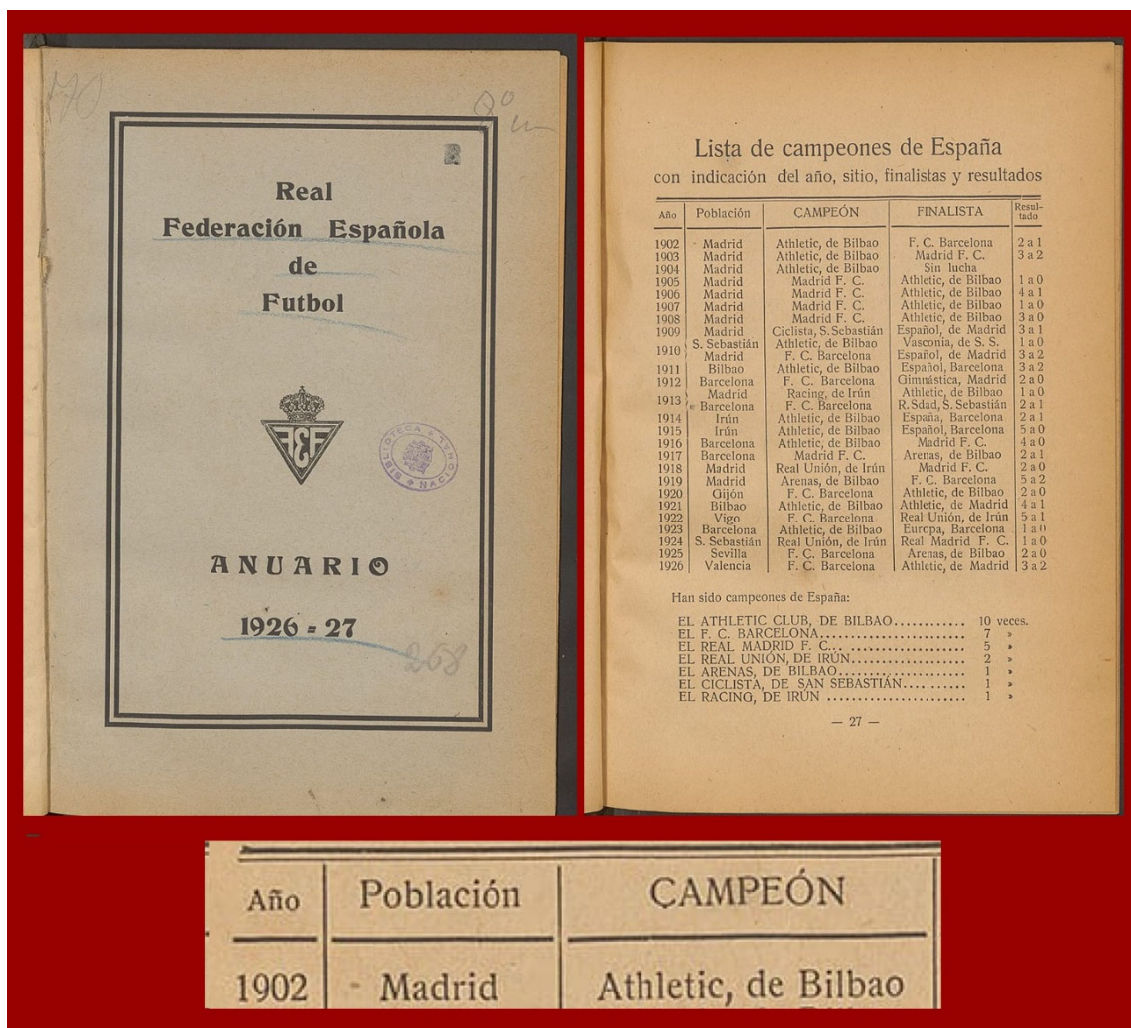 170
8º
Real
Federación Española
de
Futbol
FEF
BIBLIOTECA NACIONAL
ANUARIO
1926 - 27
268
Lista de campeones de España
con indicación del año, sitio, finalistas y resultados
Año Población CAMPEÓN FINALISTA Resul-
tado
1902 Madrid Athletic, de Bilbao F. C. Barcelona 2 a 1
1903 Madrid Athletic, de Bilbao Madrid F. C. 3 a 2
1904 Madrid Athletic, de Bilbao Sin lucha
1905 Madrid Madrid F. C. Athletic, de Bilbao 1 a 0
1906 Madrid Madrid F. C. Athletic, de Bilbao 4 a 1
1907 Madrid Madrid F. C. Athletic, de Bilbao 1 a 0
1908 Madrid Madrid F. C. Athletic, de Bilbao 3 a 0
1909 Madrid Ciclista, S. Sebastián Español, de Madrid 3 a 1
1910 S. Sebastián Athletic, de Bilbao Vasconia, de S. S. 1 a 0
Madrid F. C. Barcelona Español, de Madrid 3 a 2
1911 Bilbao Athletic, de Bilbao Español, Barcelona 3 a 2
1912 Barcelona F. C. Barcelona Gimnástica, Madrid 2 a 0
1913 Madrid Racing, de Irún Athletic, de Bilbao 1 a 0
Barcelona F. C. Barcelona R. Sdad, S. Sebastián 2 a 1
1914 Irún Athletic, de Bilbao España, Barcelona 2 a 1
1915 Irún Athletic, de Bilbao Español, Barcelona 5 a 0
1916 Barcelona Athletic, de Bilbao Madrid F. C. 4 a 0
1917 Barcelona Madrid F. C. Arenas, de Bilbao 2 a 1
1918 Madrid Real Unión, de Irún Madrid F. C. 2 a 0
1919 Madrid Arenas, de Bilbao F. C. Barcelona 5 a 2
1920 Gijón F. C. Barcelona Athletic, de Bilbao 2 a 0
1921 Bilbao Athletic, de Bilbao Athletic, de Madrid 4 a 1
1922 Vigo F. C. Barcelona Real Unión, de Irún 5 a 1
1923 Barcelona Athletic, de Bilbao Europa, Barcelona 1 a 0
1924 S. Sebastián Real Unión, de Irún Real Madrid F. C. 1 a 0
1925 Sevilla F. C. Barcelona Arenas, de Bilbao 2 a 0
1926 Valencia F. C. Barcelona Athletic, de Madrid 3 a 2
Han sido campeones de España:
EL ATHLETIC CLUB, DE BILBAO............ 10 veces.
EL F. C. BARCELONA...................... 7 »
EL REAL MADRID F. C... .................. 5 »
EL REAL UNIÓN, DE IRÚN................. 2 »
EL ARENAS, DE BILBAO................... 1 »
EL CICLISTA, DE SAN SEBASTIÁN.......... 1 »
EL RACING, DE IRÚN ..................... 1 »
— 27 —
Año Población CAMPEÓN
1902 Madrid Athletic, de Bilbao